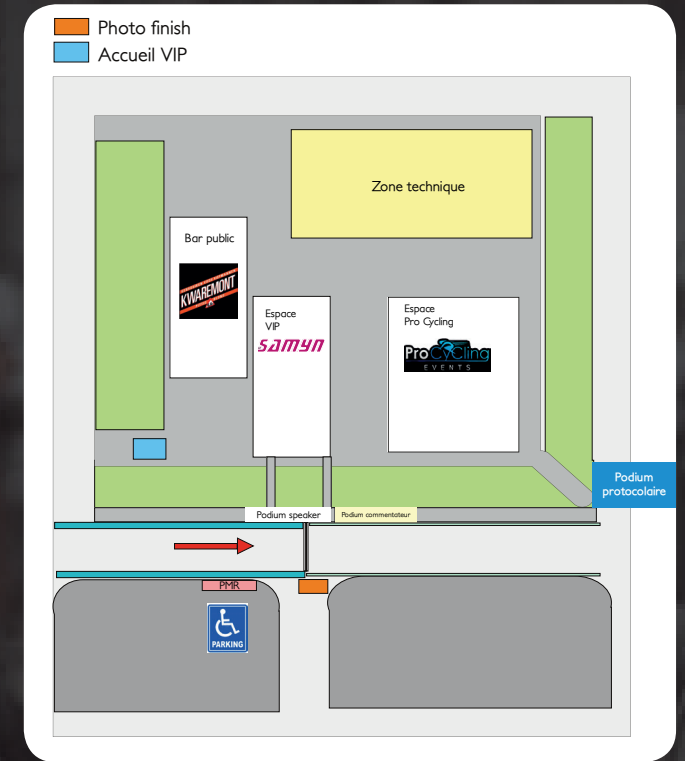 Photo finish
Accueil VIP
Zone technique
Bar public
KWAREMONT
Espace
VIP
SAMYN
Espace
Pro Cycling
ProCycling
EVENTS
Podium
protocolaire
Podium speaker
Podium commentateur
PMR
PARKING